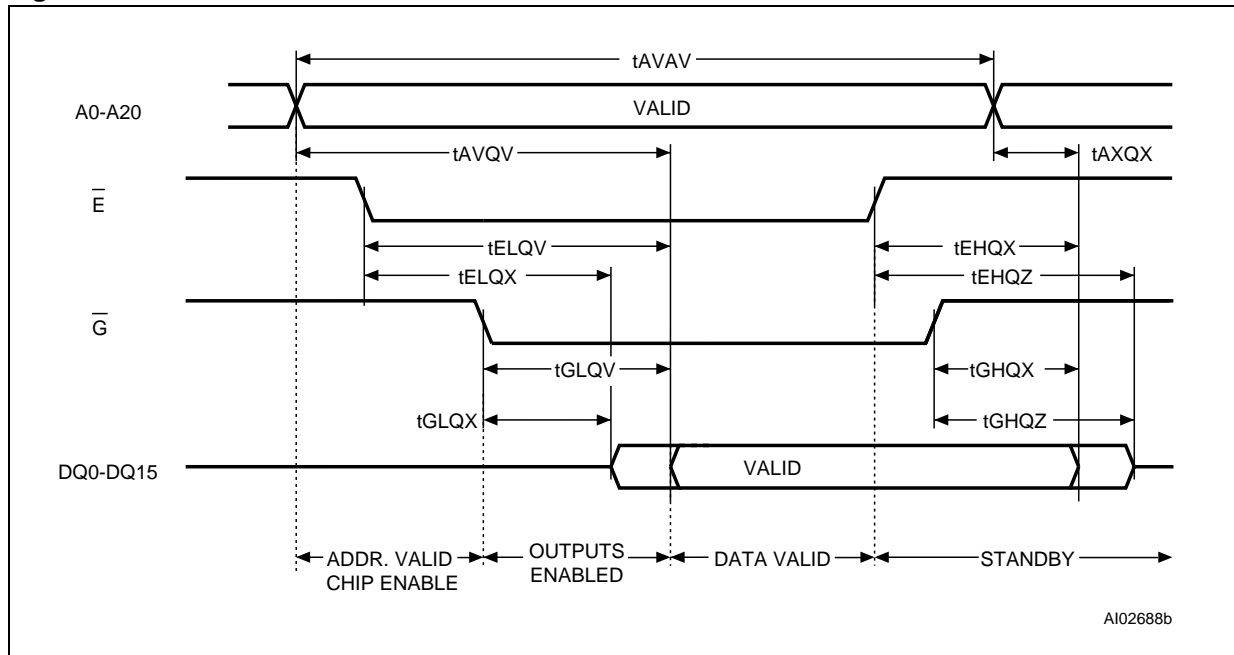 tAVAV
A0-A20
VALID
tAVQV
tAXQX
E
tELQV
tEHQX
tELQX
tEHQZ
G
tGLQV
tGHQX
tGLQX
tGHQZ
DQ0-DQ15
VALID
ADDR. VALID
CHIP ENABLE
OUTPUTS
ENABLED
DATA VALID
STANDBY
AI02688b